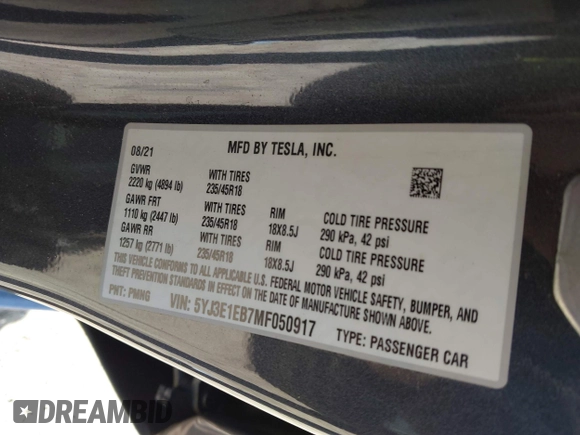 08/21 MFD BY TESLA, INC.
GVWR
2220 kg (4894 lb) WITH TIRES
GAWR FRT 235/45R18
1110 kg (2447 lb) WITH TIRES RIM COLD TIRE PRESSURE
GAWR RR 235/45R18 18X8.5J 290 kPa, 42 psi
1257 kg (2771 lb) WITH TIRES RIM COLD TIRE PRESSURE
235/45R18 18X8.5J 290 kPa, 42 psi
THIS VEHICLE CONFORMS TO ALL APPLICABLE U.S. FEDERAL MOTOR VEHICLE SAFETY, BUMPER, AND
THEFT PREVENTION STANDARDS IN EFFECT ON THE DATE OF MANUFACTURE SHOWN ABOVE.
PNT: PMNG VIN: 5YJ3E1EB7MF050917 TYPE: PASSENGER CAR
DREAMBID